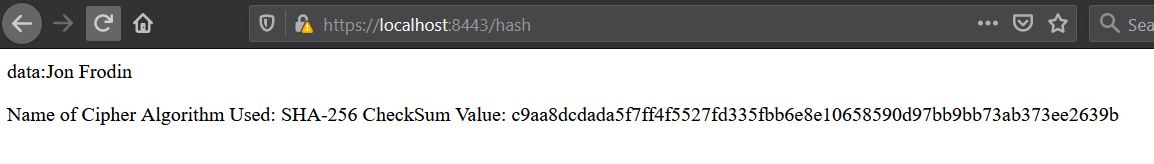 https://localhost:8443/hash
Sea
data:Jon Frodin
Name of Cipher Algorithm Used: SHA-256 CheckSum Value: c9aa8dcdada5f7ff4f5527fd335fbb6e8e10658590d97bb9bb73ab373ee2639b